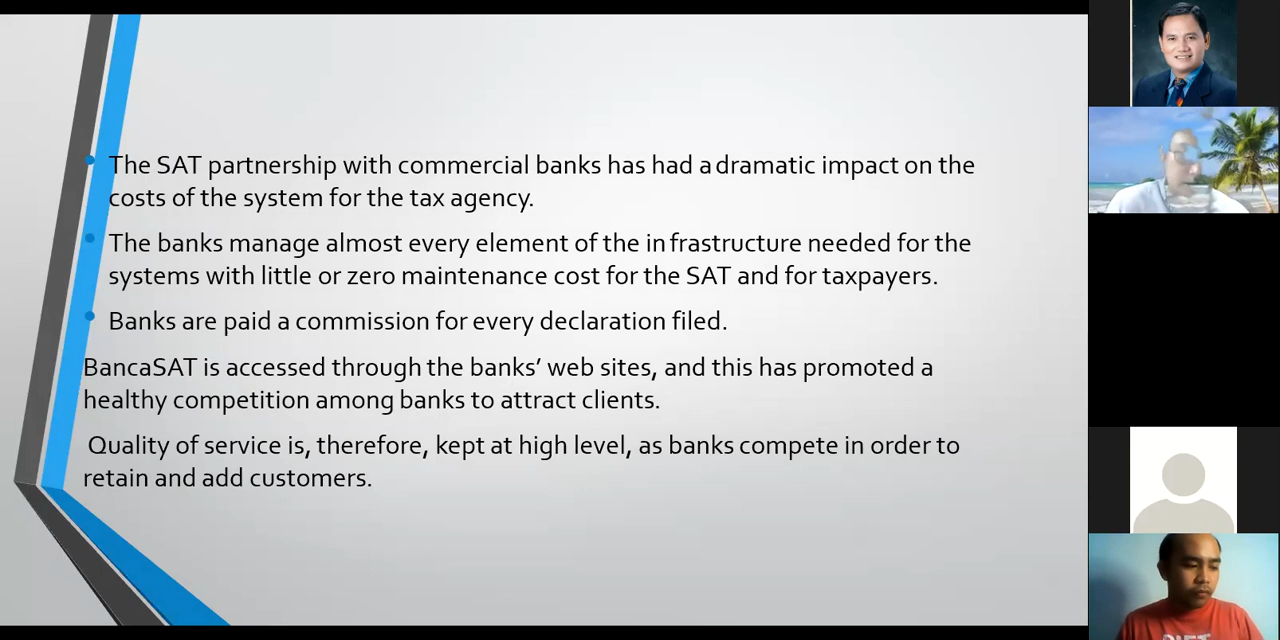 The SAT partnership with commercial banks has had a dramatic impact on the
costs of the system for the tax agency.
The banks manage almost every element of the in frastructure needed for the
systems with little or zero maintenance cost for the SAT and for taxpayers.
Banks are paid a commission for every declaration filed.
BancaSAT is accessed through the banks’ web sites, and this has promoted a
healthy competition among banks to attract clients.
Quality of service is, therefore, kept at high level, as banks compete in order to
retain and add customers.